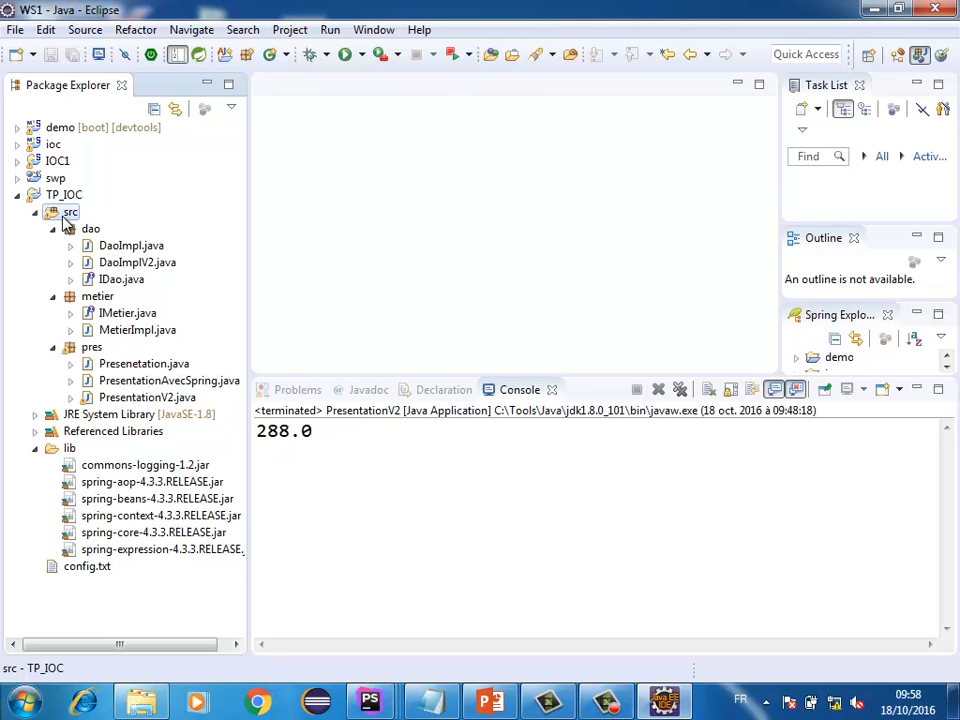 WS1 - Java - Eclipse
File Edit Source Refactor Navigate Search Project Run Window Help
Quick Access
Package Explorer
demo [boot] [devtools]
ioc
IOC1
swp
TP_IOC
src
dao
DaoImpl.java
DaoImplV2.java
IDao.java
metier
IMetier.java
MetierImpl.java
pres
Presenetation.java
PresentationAvecSpring.java
PresentationV2.java
JRE System Library [JavaSE-1.8]
Referenced Libraries
lib
commons-logging-1.2.jar
spring-aop-4.3.3.RELEASE.jar
spring-beans-4.3.3.RELEASE.jar
spring-context-4.3.3.RELEASE.jar
spring-core-4.3.3.RELEASE.jar
spring-expression-4.3.3.RELEASE.
config.txt
Problems Javadoc Declaration Console
<terminated> PresentationV2 [Java Application] C:\Tools\Java\jdk1.8.0_101\bin\javaw.exe (18 oct. 2016 à 09:48:18)
288.0
Task List
Find All Activ...
Outline
An outline is not available.
Spring Explo...
demo
src - TP_IOC
PS
Java EE
IDE
FR
09:58
18/10/2016